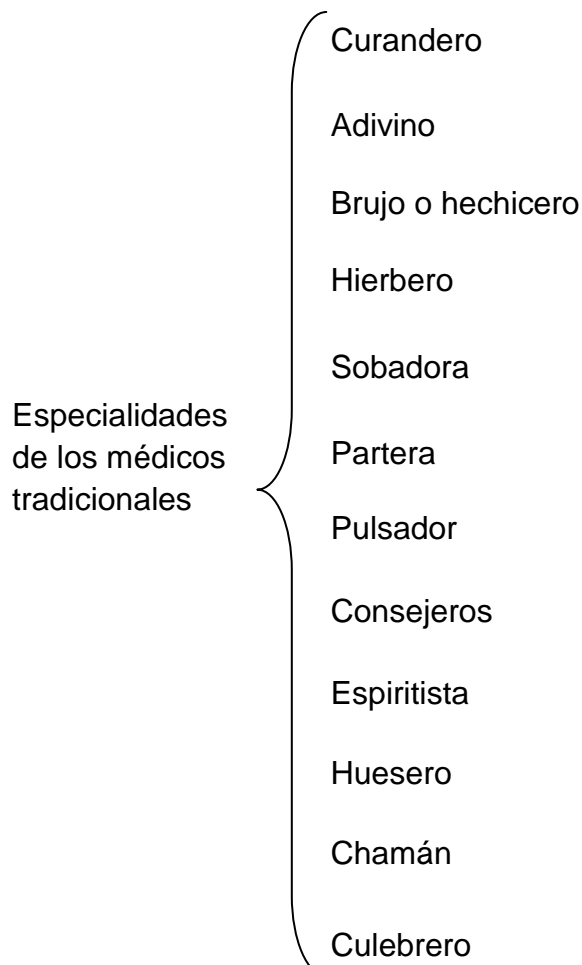 Especialidades
de los médicos
tradicionales
Curandero
Adivino
Brujo o hechicero
Hierbero
Sobadora
Partera
Pulsador
Consejeros
Espiritista
Huesero
Chamán
Culebrero